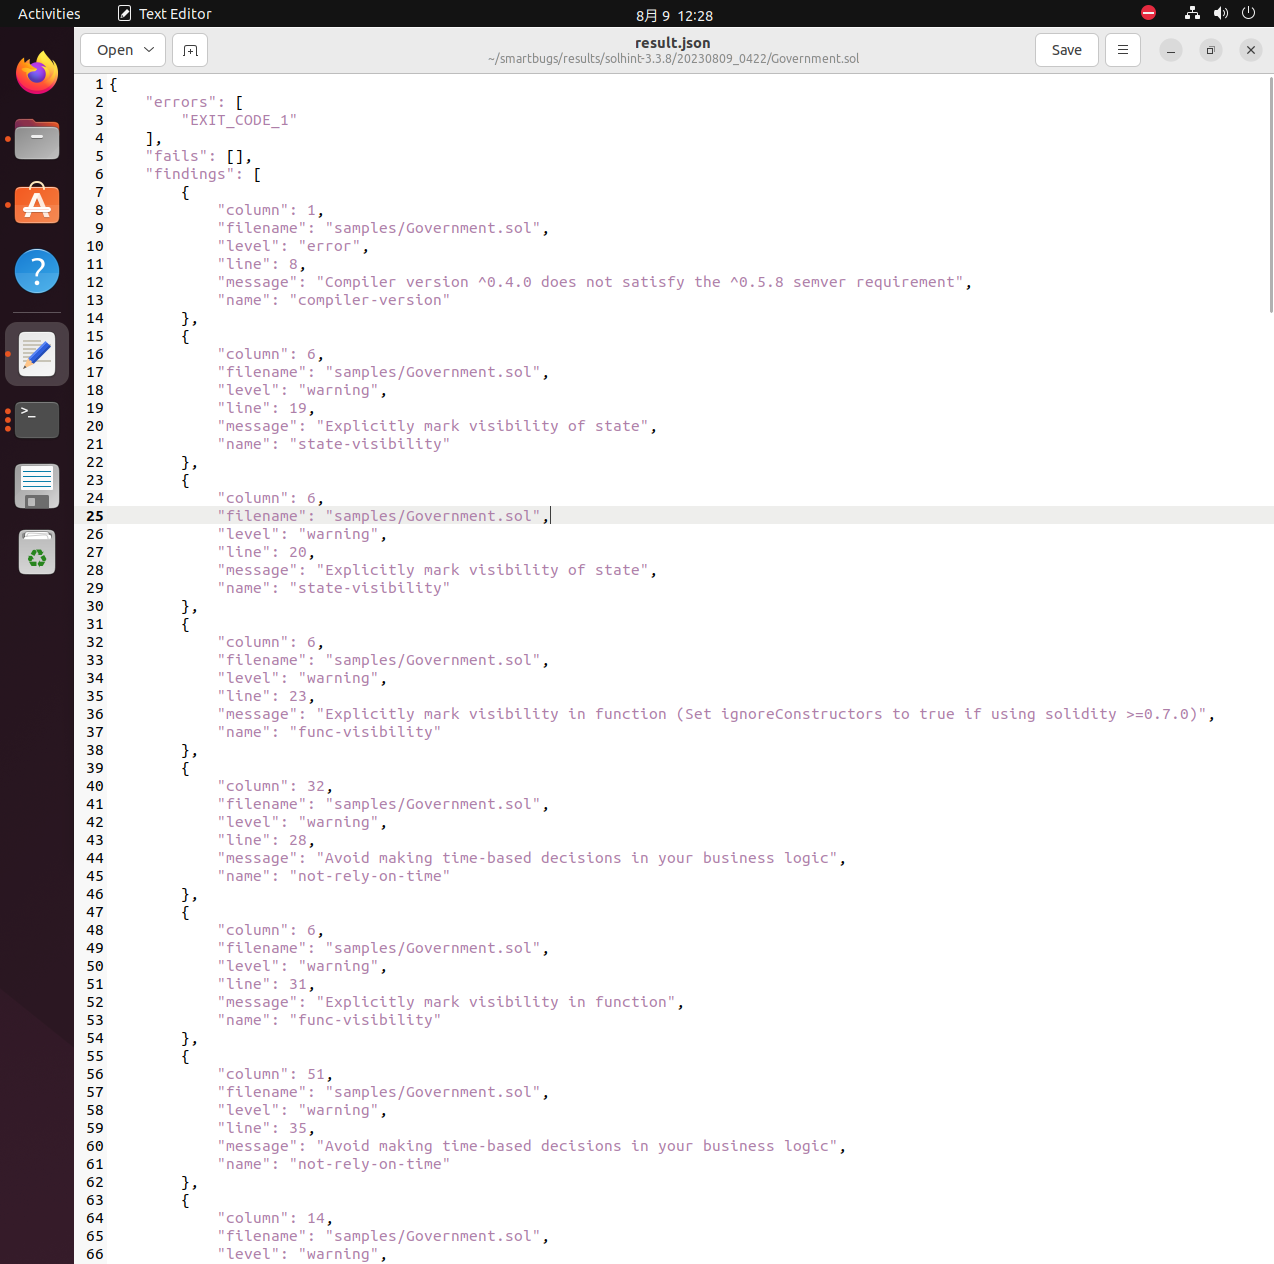 Activities Text Editor 8月 9 12:28
Open result.json Save
~/smartbugs/results/solhint-3.3.8/20230809_0422/Government.sol
1 {
2 "errors": [
3 "EXIT_CODE_1"
4 ],
5 "fails": [],
6 "findings": [
7 {
8 "column": 1,
9 "filename": "samples/Government.sol",
10 "level": "error",
11 "line": 8,
12 "message": "Compiler version ^0.4.0 does not satisfy the ^0.5.8 semver requirement",
13 "name": "compiler-version"
14 },
15 {
16 "column": 6,
17 "filename": "samples/Government.sol",
18 "level": "warning",
19 "line": 19,
20 "message": "Explicitly mark visibility of state",
21 "name": "state-visibility"
22 },
23 {
24 "column": 6,
25 "filename": "samples/Government.sol",
26 "level": "warning",
27 "line": 20,
28 "message": "Explicitly mark visibility of state",
29 "name": "state-visibility"
30 },
31 {
32 "column": 6,
33 "filename": "samples/Government.sol",
34 "level": "warning",
35 "line": 23,
36 "message": "Explicitly mark visibility in function (Set ignoreConstructors to true if using solidity >=0.7.0)",
37 "name": "func-visibility"
38 },
39 {
40 "column": 32,
41 "filename": "samples/Government.sol",
42 "level": "warning",
43 "line": 28,
44 "message": "Avoid making time-based decisions in your business logic",
45 "name": "not-rely-on-time"
46 },
47 {
48 "column": 6,
49 "filename": "samples/Government.sol",
50 "level": "warning",
51 "line": 31,
52 "message": "Explicitly mark visibility in function",
53 "name": "func-visibility"
54 },
55 {
56 "column": 51,
57 "filename": "samples/Government.sol",
58 "level": "warning",
59 "line": 35,
60 "message": "Avoid making time-based decisions in your business logic",
61 "name": "not-rely-on-time"
62 },
63 {
64 "column": 14,
65 "filename": "samples/Government.sol",
66 "level": "warning",